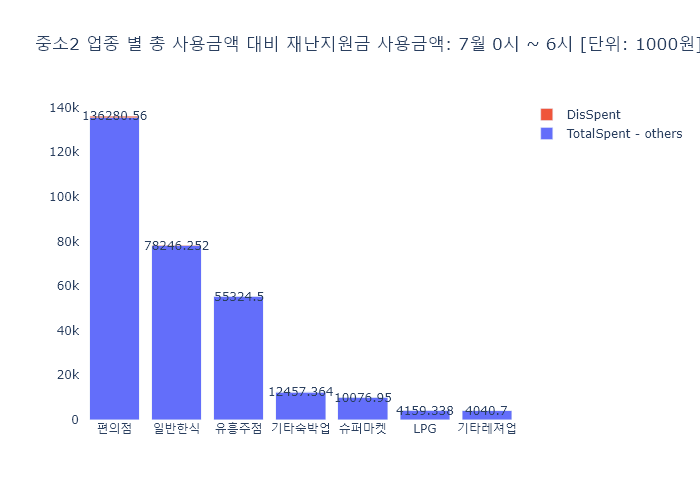 중소2 업종 별 총 사용금액 대비 재난지원금 사용금액: 7월 0시 ~ 6시 [단위: 1000원]
DisSpent
TotalSpent - others
140k
120k
100k
80k
60k
40k
20k
0
136280.56
78246.252
55324.5
12457.364
10076.95
4159.338
4040.7
편의점
일반한식
유흥주점
기타숙박업
슈퍼마켓
LPG
기타레져업